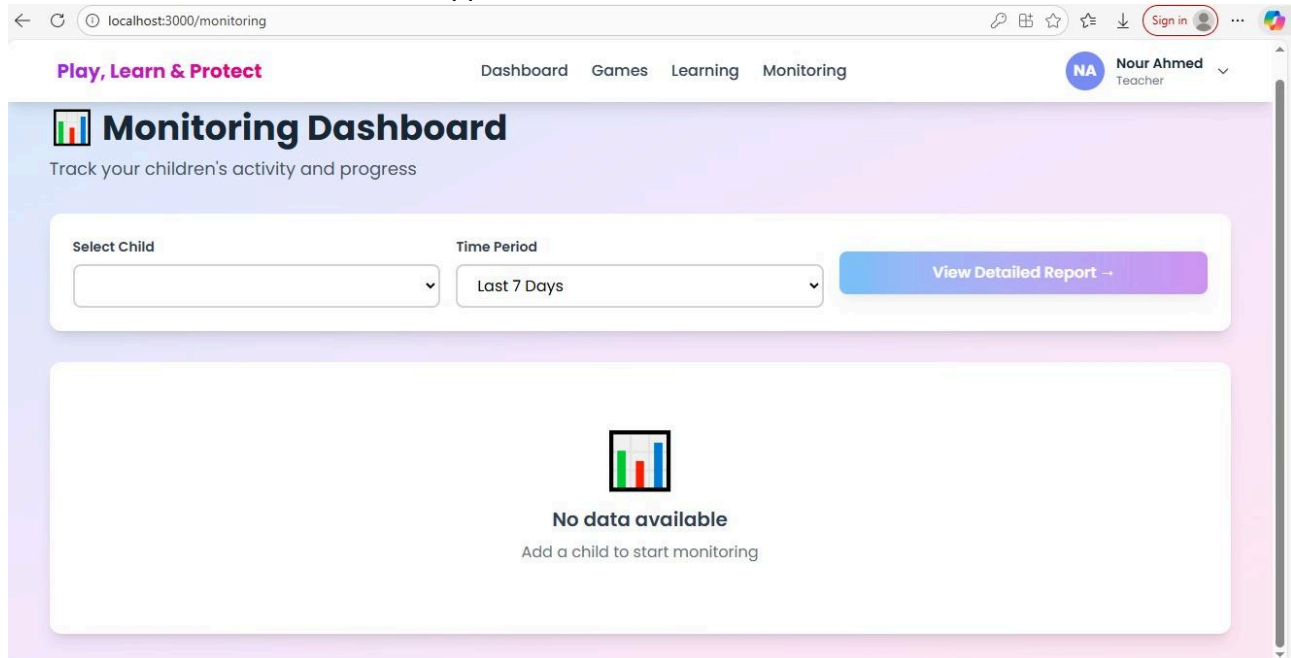 localhost:3000/monitoring
Sign in
Play, Learn & Protect
Dashboard Games Learning Monitoring
NA
Nour Ahmed
Teacher
Monitoring Dashboard
Track your children's activity and progress
Select Child
Time Period
Last 7 Days
View Detailed Report →
No data available
Add a child to start monitoring